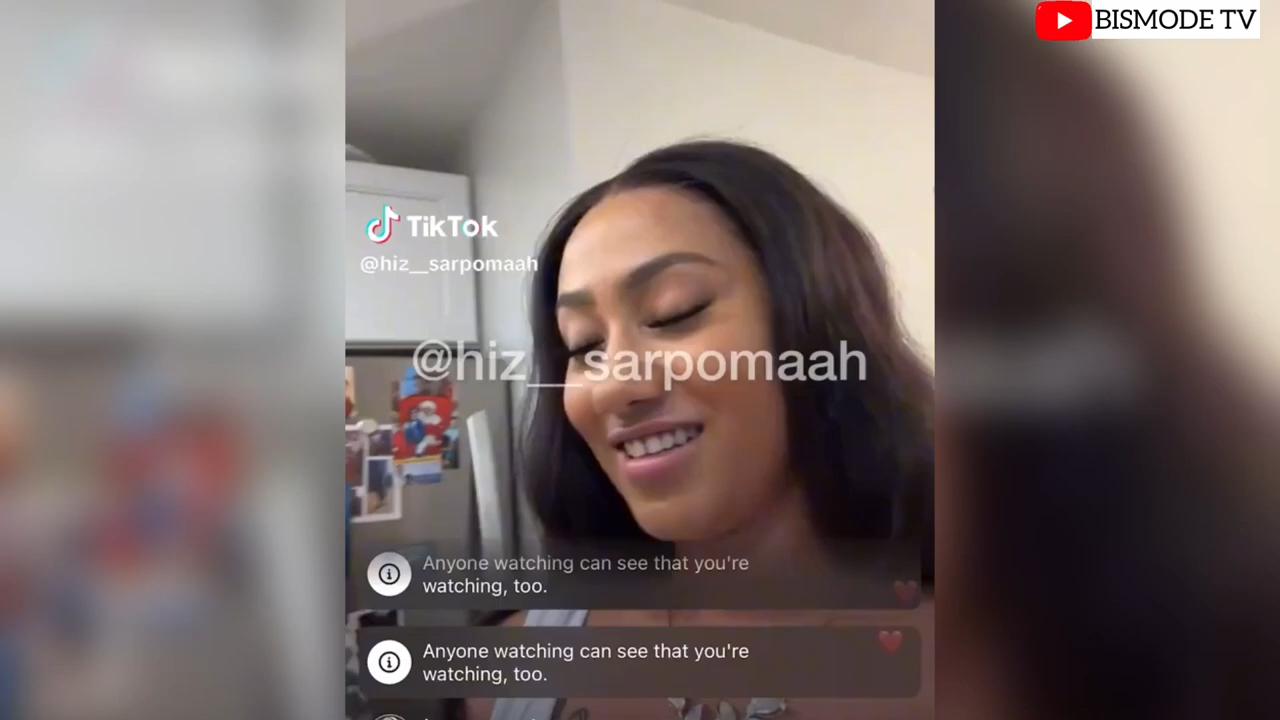 BISMODE TV
TikTok
@hiz__sarpomaah
@hiz__sarpomaah
Anyone watching can see that you're
watching, too.
Anyone watching can see that you're
watching, too.